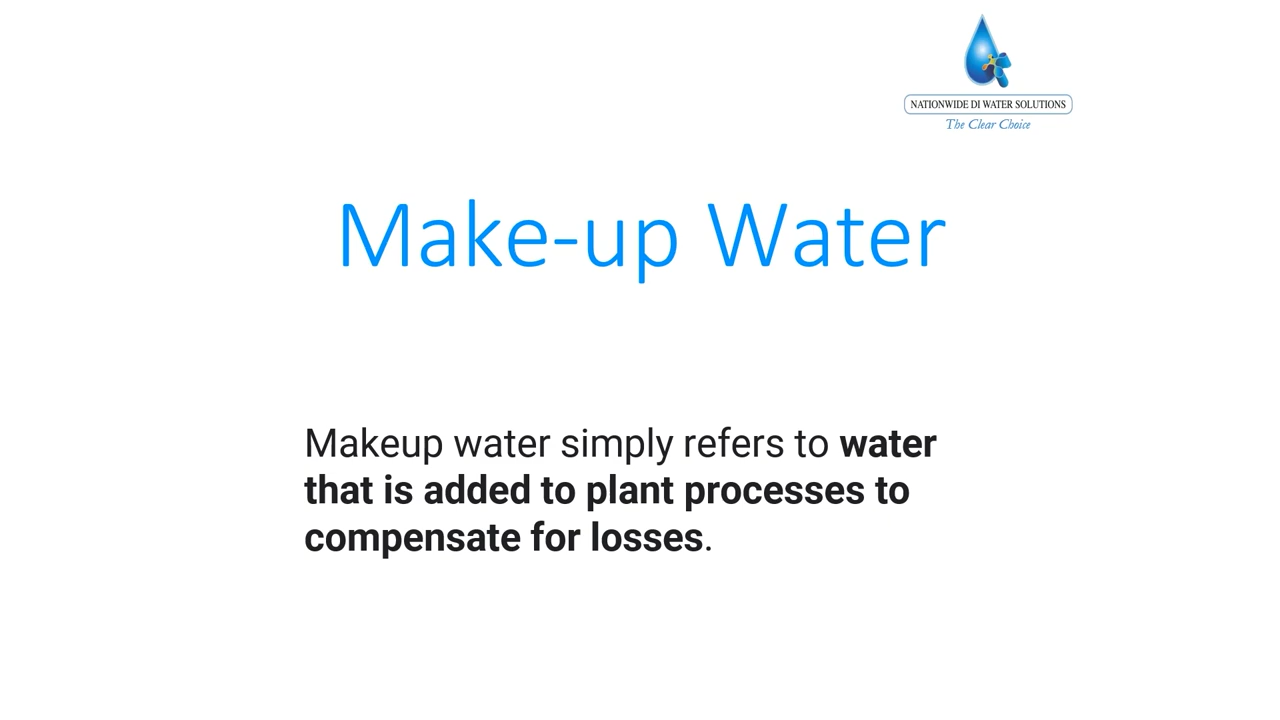 NATIONWIDE DI WATER SOLUTIONS
The Clear Choice
Make-up Water
Makeup water simply refers to water
that is added to plant processes to
compensate for losses.